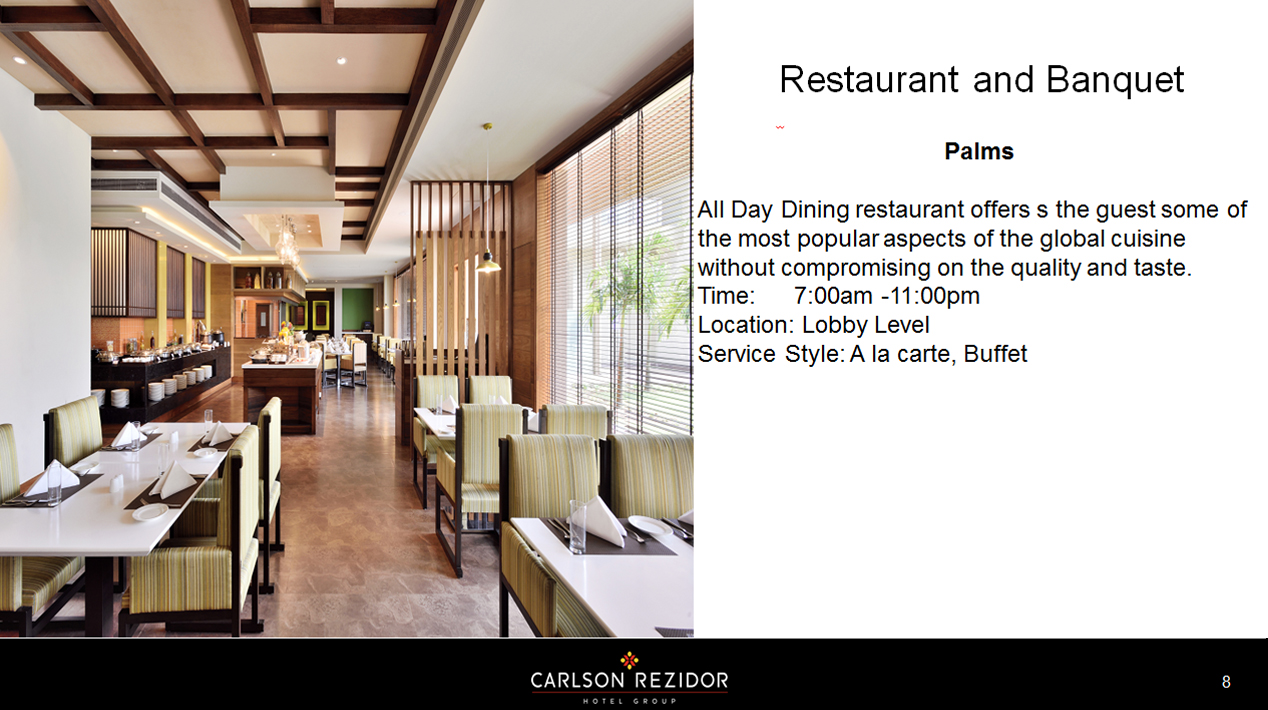 Restaurant and Banquet
Palms
All Day Dining restaurant offers s the guest some of
the most popular aspects of the global cuisine
without compromising on the quality and taste.
Time: 7:00am -11:00pm
Location: Lobby Level
Service Style: A la carte, Buffet
CARLSON REZIDOR
HOTEL GROUP
8